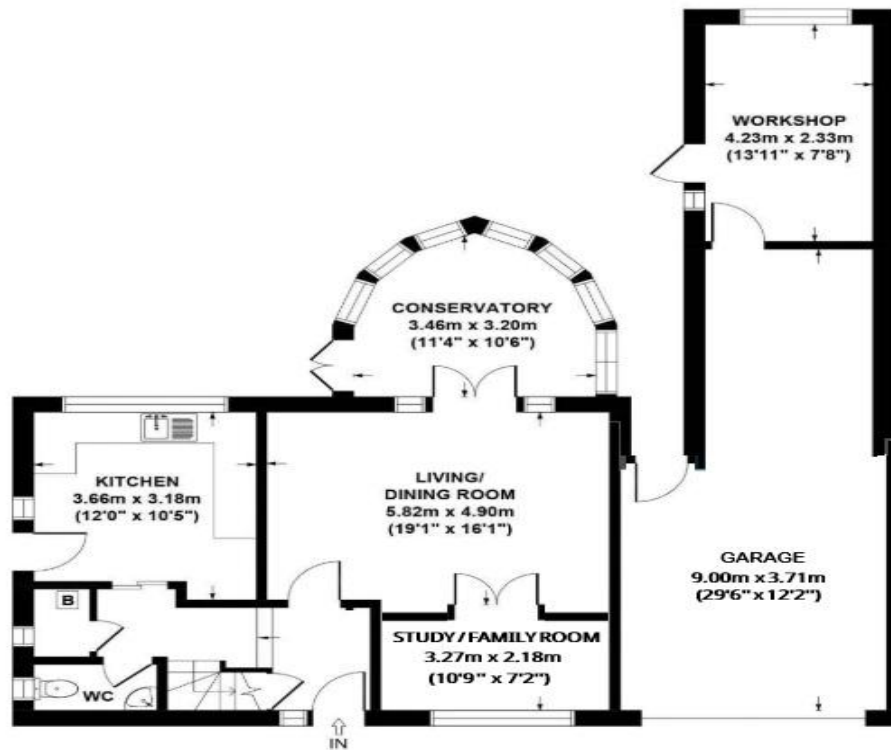 WORKSHOP
4.23m x 2.33m
(13'11" x 7'8")
CONSERVATORY
3.46m x 3.20m
(11'4" x 10'6")
KITCHEN
3.66m x 3.18m
(12'0" x 10'5")
LIVING/
DINING ROOM
5.82m x 4.90m
(19'1" x 16'1")
GARAGE
9.00m x 3.71m
(29'6" x 12'2")
B
STUDY / FAMILY ROOM
3.27m x 2.18m
(10'9" x 7'2")
WC
IN